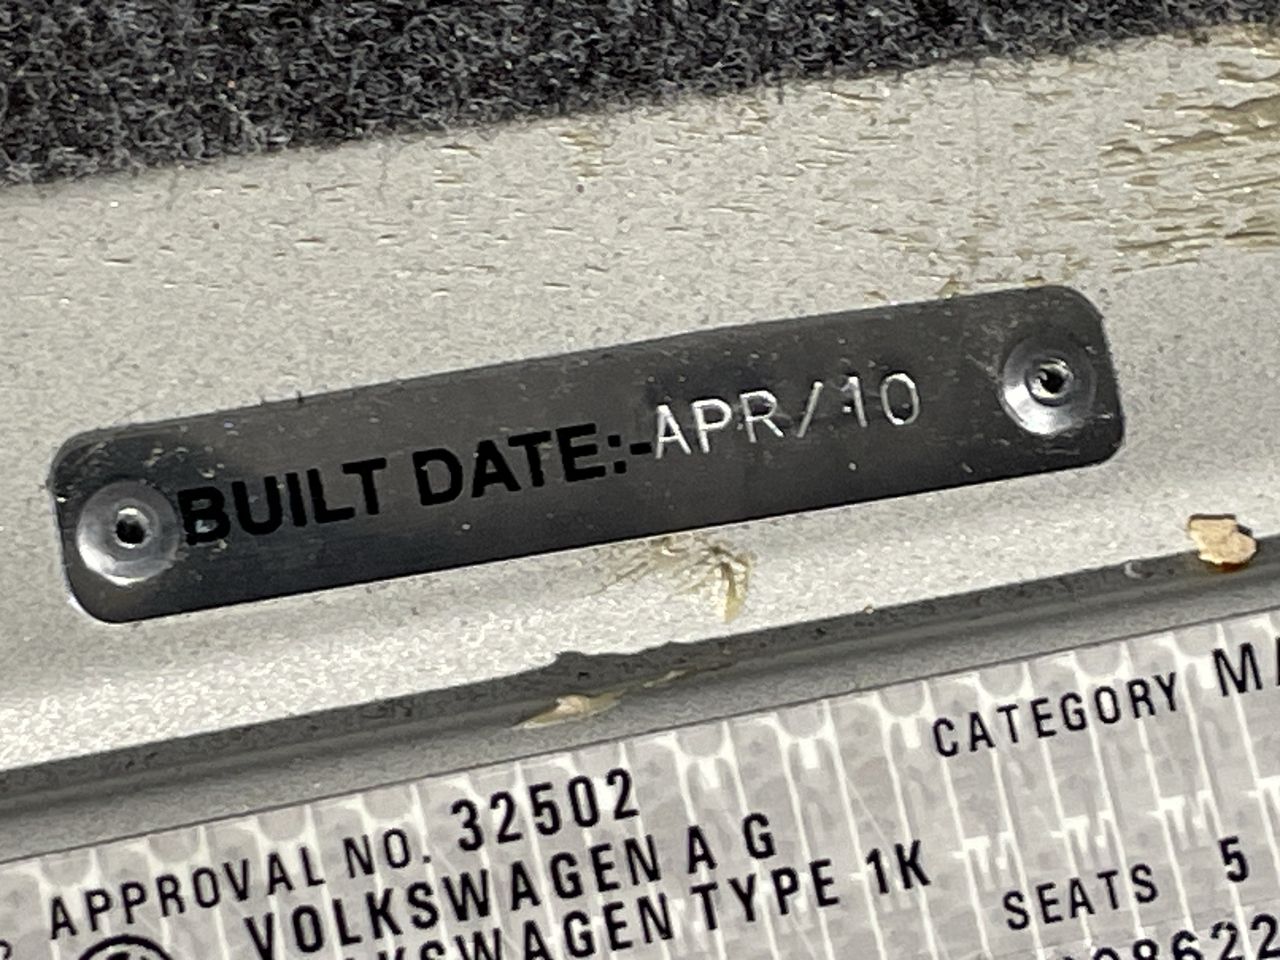 BUILT DATE:-APR/10
CATEGORY
APPROVAL NO. 32502
VOLKSWAGEN A G
TYPE 1K
SEATS 5